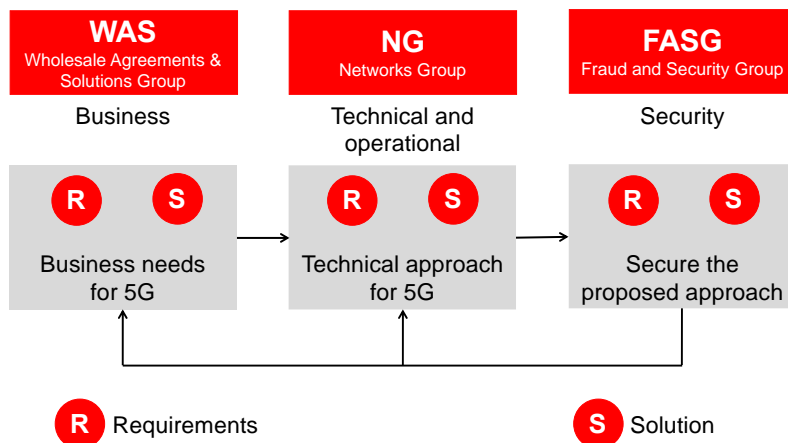 WAS
Wholesale Agreements &
Solutions Group
NG
Networks Group
FASG
Fraud and Security Group
Business
Technical and
operational
Security
R
S
Business needs
for 5G
R
S
Technical approach
for 5G
R
S
Secure the
proposed approach
R Requirements
S Solution